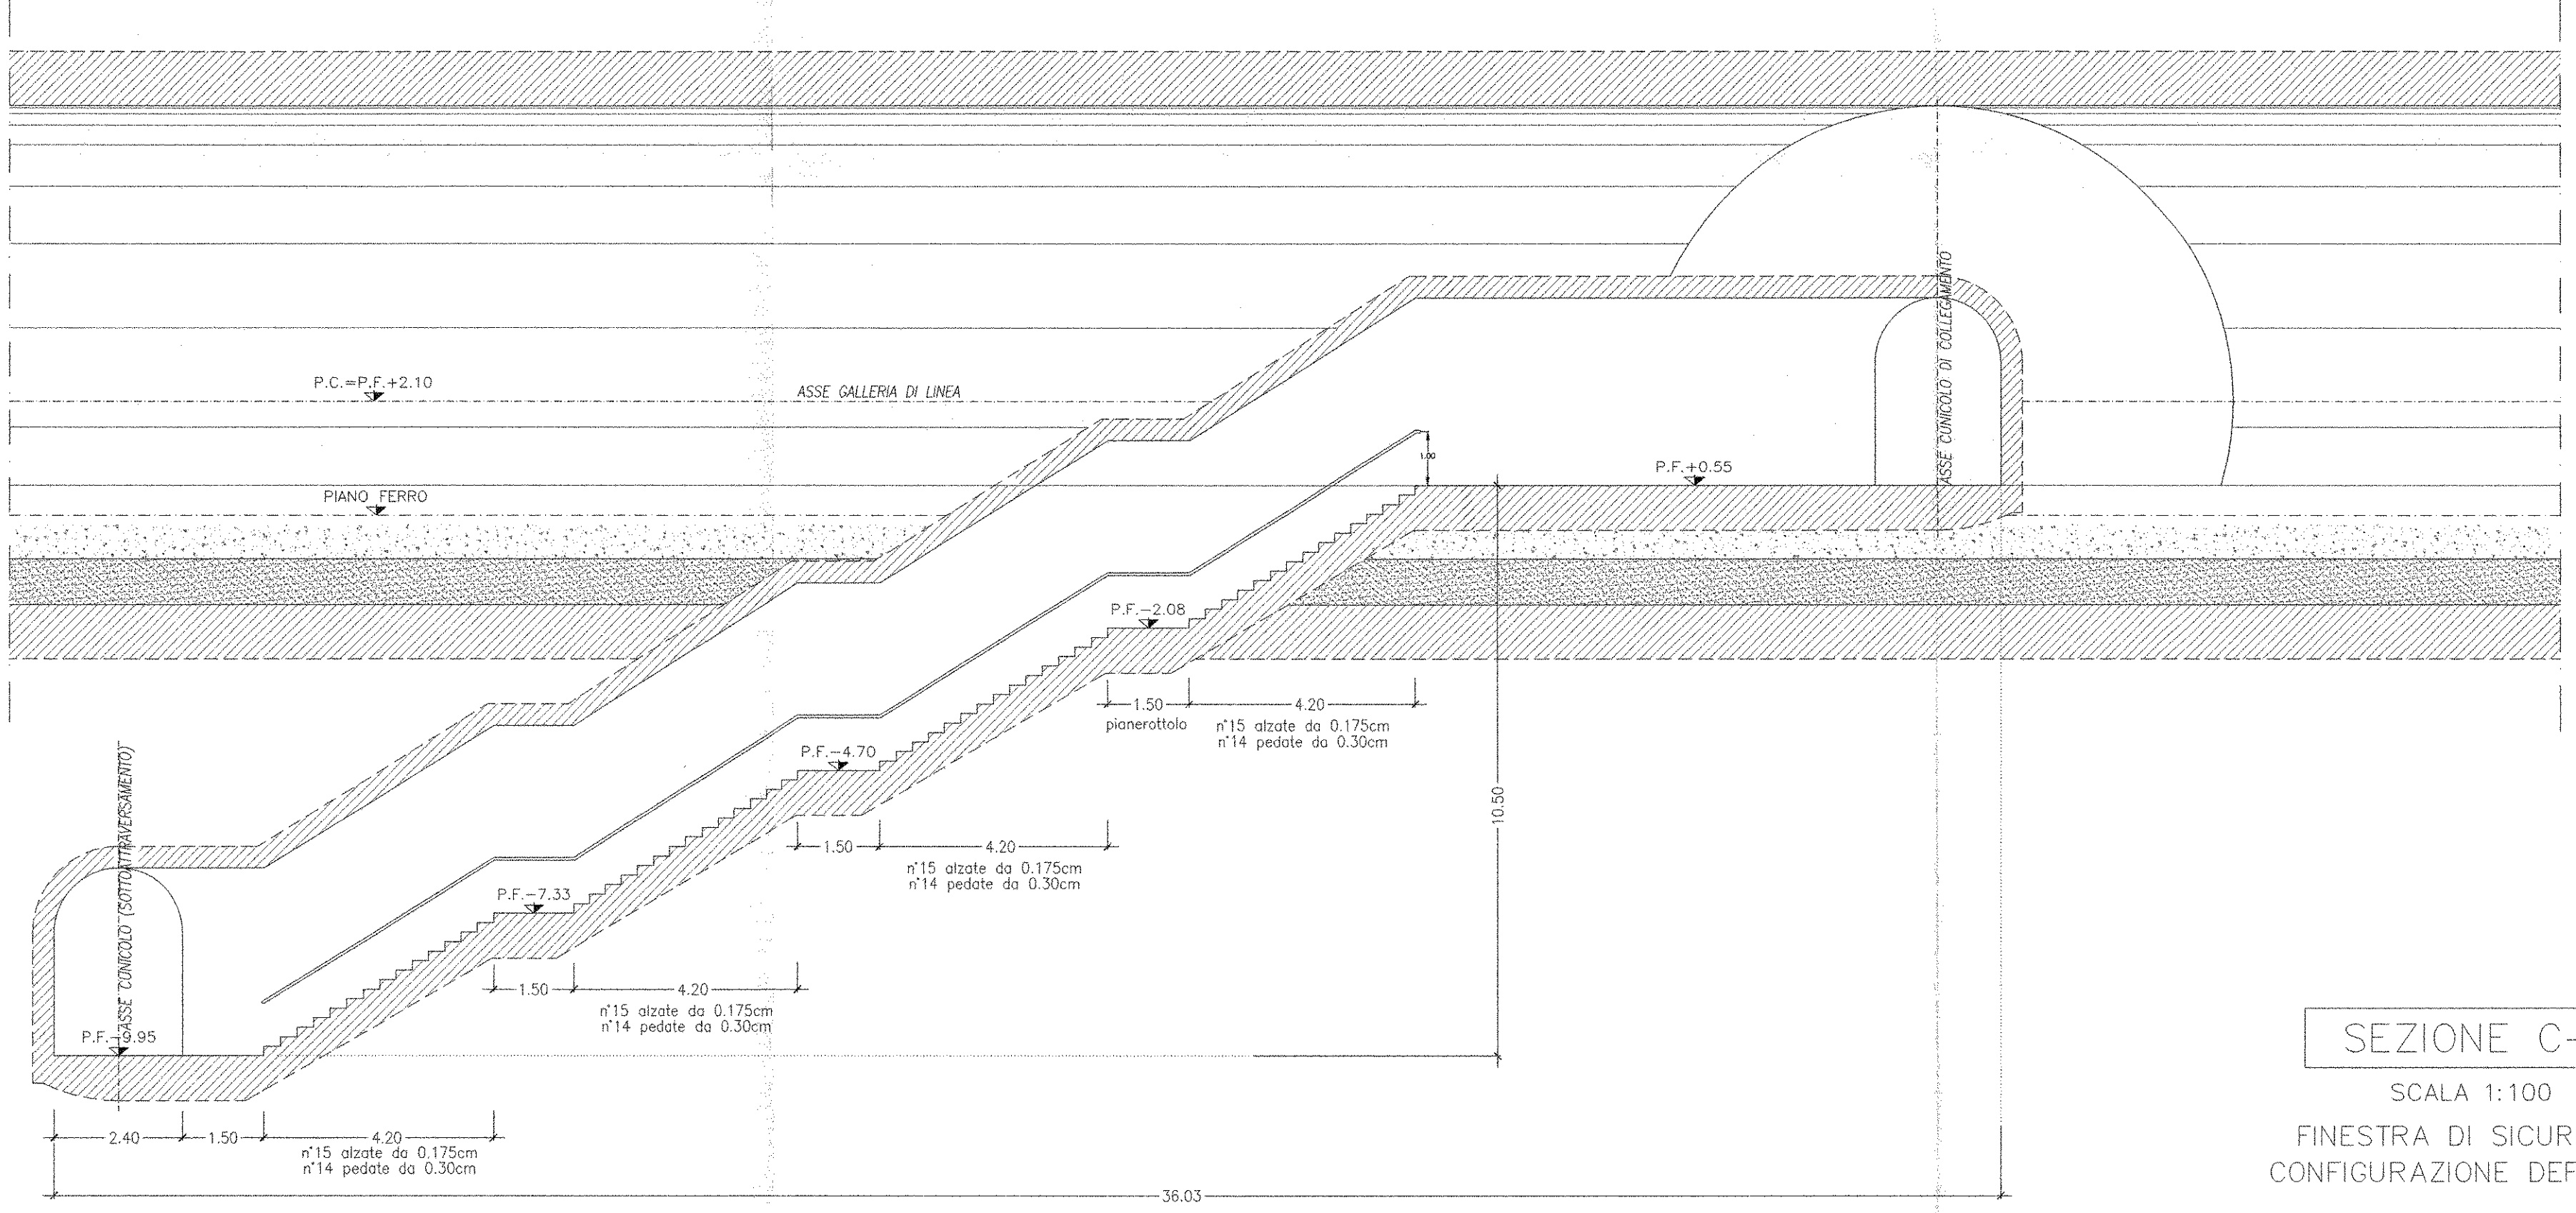 P.C.=P.F.+2.10
ASSE GALLERIA DI LINEA
ASSE CUNICOLO DI COLLEGAMENTO
PIANO FERRO
1.00
P.F.+0.55
P.F.-2.08
1.50
4.20
pianerottolo
n°15 alzate da 0.175cm
n°14 pedate da 0.30cm
P.F.-4.70
10.50
1.50
4.20
n°15 alzate da 0.175cm
n°14 pedate da 0.30cm
P.F.-7.33
1.50
4.20
n°15 alzate da 0.175cm
n°14 pedate da 0.30cm
ASSE CUNICOLO (SOTTOATTRAVERSAMENTO)
P.F.-9.95
2.40
1.50
4.20
n°15 alzate da 0.175cm
n°14 pedate da 0.30cm
36.03
SEZIONE C-
SCALA 1:100
FINESTRA DI SICUR
CONFIGURAZIONE DEF